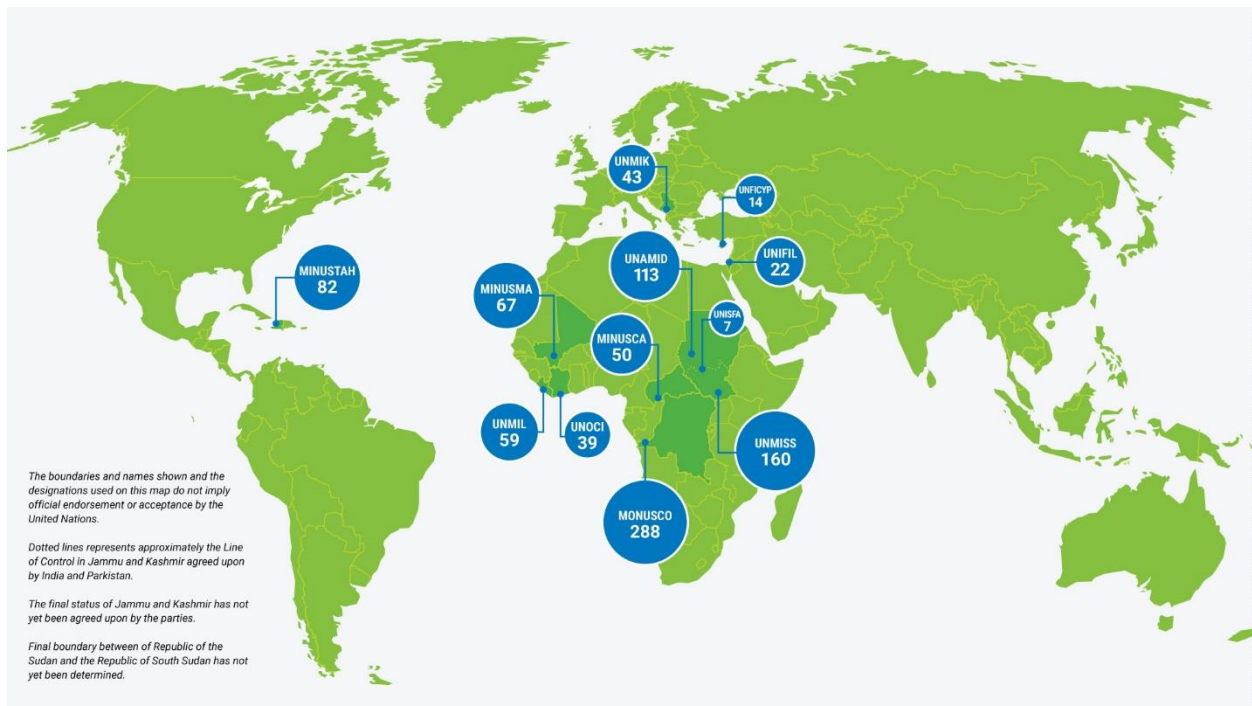 UNMIK
43
UNFICYP
14
UNAMID
113
UNIFIL
22
MINUSTAH
82
MINUSMA
67
UNISFA
7
MINUSCA
50
UNMIL
59
UNOCI
39
UNMISS
160
MONUSCO
288
The boundaries and names shown and the
designations used on this map do not imply
official endorsement or acceptance by the
United Nations.
Dotted lines represents approximately the Line
of Control in Jammu and Kashmir agreed upon
by India and Parkistan.
The final status of Jammu and Kashmir has not
yet been agreed upon by the parties.
Final boundary between of Republic of the
Sudan and the Republic of South Sudan has not
yet been determined.